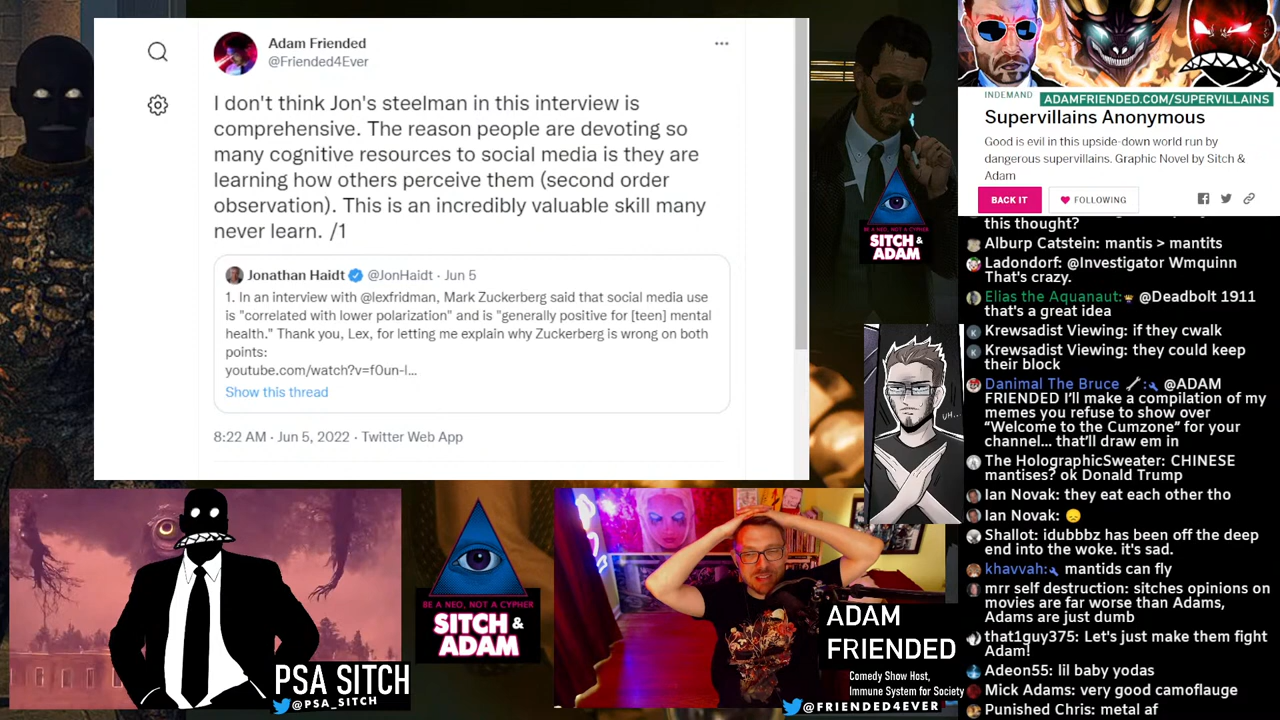 Adam Friended
@Friended4Ever
I don't think Jon's steelman in this interview is
comprehensive. The reason people are devoting so
many cognitive resources to social media is they are
learning how others perceive them (second order
observation). This is an incredibly valuable skill many
never learn. /1
Jonathan Haidt @JonHaidt · Jun 5
1. In an interview with @lexfridman, Mark Zuckerberg said that social media use
is "correlated with lower polarization" and is "generally positive for [teen] mental
health." Thank you, Lex, for letting me explain why Zuckerberg is wrong on both
points:
youtube.com/watch?v=f0un-l...
Show this thread
8:22 AM · Jun 5, 2022 · Twitter Web App
BE A NEO, NOT A CYPHER
SITCH &
ADAM
UH...
INDEMAND
ADAMFRIENDED.COM/SUPERVILLAINS
Supervillains Anonymous
Good is evil in this upside-down world run by
dangerous supervillains. Graphic Novel by Sitch &
Adam
BACK IT
FOLLOWING
this thought?
Alburp Catstein: mantis > mantits
Ladondorf: @Investigator Wmquinn
That's crazy.
Elias the Aquanaut: @Deadbolt 1911
that's a great idea
Krewsadist Viewing: if they cwalk
Krewsadist Viewing: they could keep
their block
Danimal The Bruce : @ADAM
FRIENDED I'll make a compilation of my
memes you refuse to show over
"Welcome to the Cumzone" for your
channel... that'll draw em in
The HolographicSweater: CHINESE
mantises? ok Donald Trump
Ian Novak: they eat each other tho
Ian Novak: 😞
Shallot: idubbbz has been off the deep
end into the woke. it's sad.
khavvah: mantids can fly
mrr self destruction: sitches opinions on
movies are far worse than Adams,
Adams are just dumb
that1guy375: Let's just make them fight
Adam!
Adeon55: lil baby yodas
Mick Adams: very good camoflauge
Punished Chris: metal af
PSA SITCH
@PSA_SITCH
BE A NEO, NOT A CYPHER
SITCH &
ADAM
ADAM
FRIENDED
Comedy Show Host,
Immune System for Society
@FRIENDED4EVER